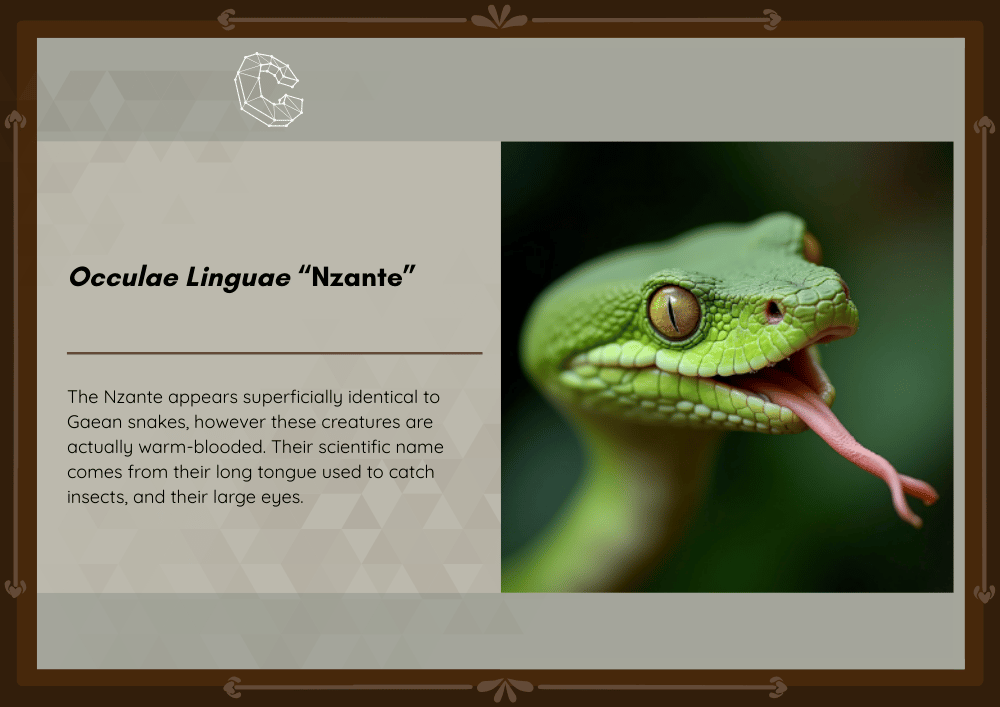 C
Occulae Linguae “Nzante”
The Nzante appears superficially identical to
Gaean snakes, however these creatures are
actually warm-blooded. Their scientific name
comes from their long tongue used to catch
insects, and their large eyes.